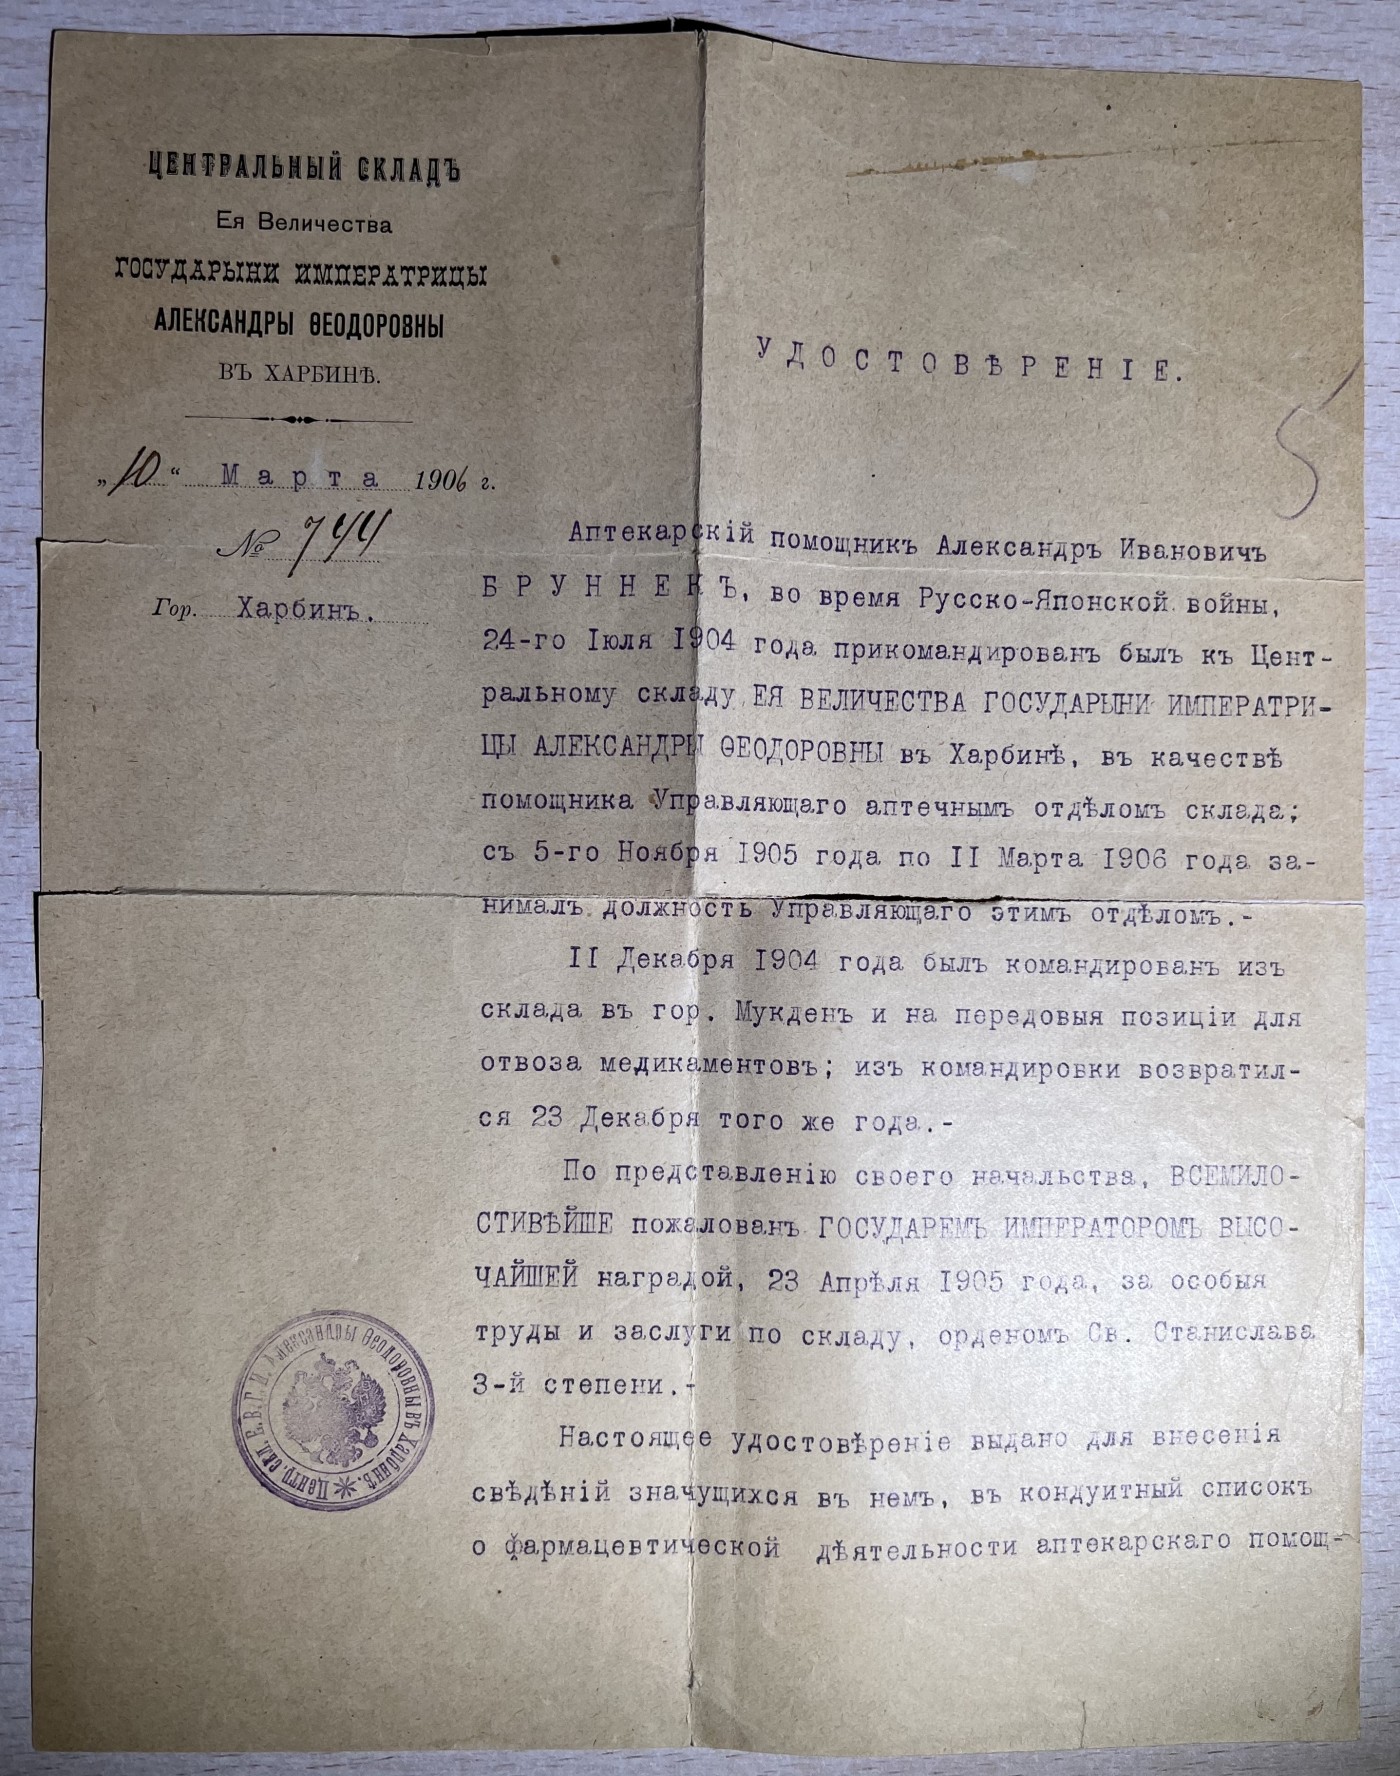 ЦЕНТРАЛЬНЫЙ СКЛАДЪ
Ея Величества
ГОСУДАРЫНИ ИМПЕРАТРИЦЫ
АЛЕКСАНДРЫ ѲЕОДОРОВНЫ
ВЪ ХАРБИНѢ.
„10“ Марта 1906 г.
№ 744
Гор. Харбинъ.
УДОСТОВѢРЕНІЕ.
Аптекарскій помощникъ Александръ Ивановичъ
БРУННЕКЪ, во время Русско-Японской войны,
24-го Іюля 1904 года прикомандированъ былъ къ Цент-
ральному складу ЕЯ ВЕЛИЧЕСТВА ГОСУДАРЫНИ ИМПЕРАТРИ-
ЦЫ АЛЕКСАНДРЫ ѲЕОДОРОВНЫ въ Харбинѣ, въ качествѣ
помощника Управляющаго аптечнымъ отдѣломъ склада;
съ 5-го Ноября 1905 года по II Марта 1906 года за-
нималъ должность Управляющаго этимъ отдѣломъ.-
II Декабря 1904 года былъ командированъ изъ
склада въ гор. Мукденъ и на передовыя позиціи для
отвоза медикаментовъ; изъ командировки возвратил-
ся 23 Декабря того же года.-
По представленію своего начальства, ВСЕМИЛО-
СТИВѢЙШЕ пожалованъ ГОСУДАРЕМЪ ИМПЕРАТОРОМЪ ВЫСО-
ЧАЙШЕЙ наградой, 23 Апрѣля 1905 года, за особыя
труды и заслуги по складу, орденомъ Св. Станислава
3-й степени.-
Настоящее удостовѣреніе выдано для внесенія
свѣдѣній значущихся въ немъ, въ кондуитный списокъ
о фармацевтической дѣятельности аптекарскаго помощ-
Центр. скл. Е.В.Г.И. Александры Ѳеодоровны въ Харбинѣ.